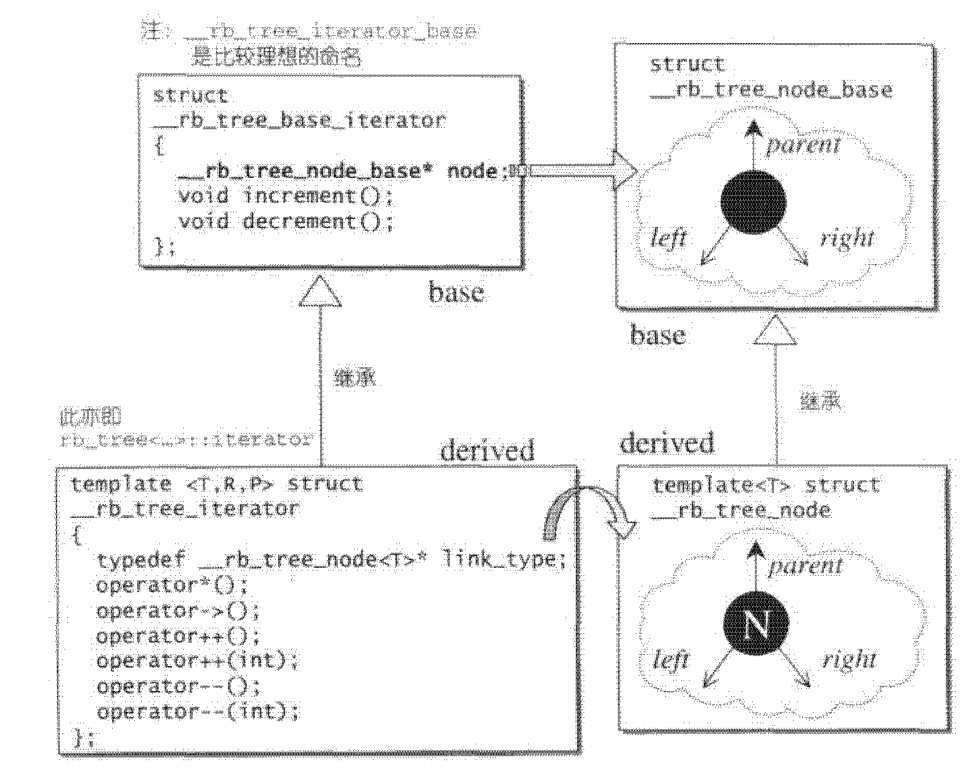 注：__rb_tree_iterator_base
是比较理想的命名
struct
__rb_tree_base_iterator
{
__rb_tree_node_base* node;
void increment();
void decrement();
};
base
struct
__rb_tree_node_base
parent
left
right
base
继承
继承
此亦即
rb_tree<…>::iterator
derived
template <T,R,P> struct
__rb_tree_iterator
{
typedef __rb_tree_node<T>* link_type;
operator*();
operator->();
operator++();
operator++(int);
operator--();
operator--(int);
};
derived
template<T> struct
__rb_tree_node
parent
N
left
right